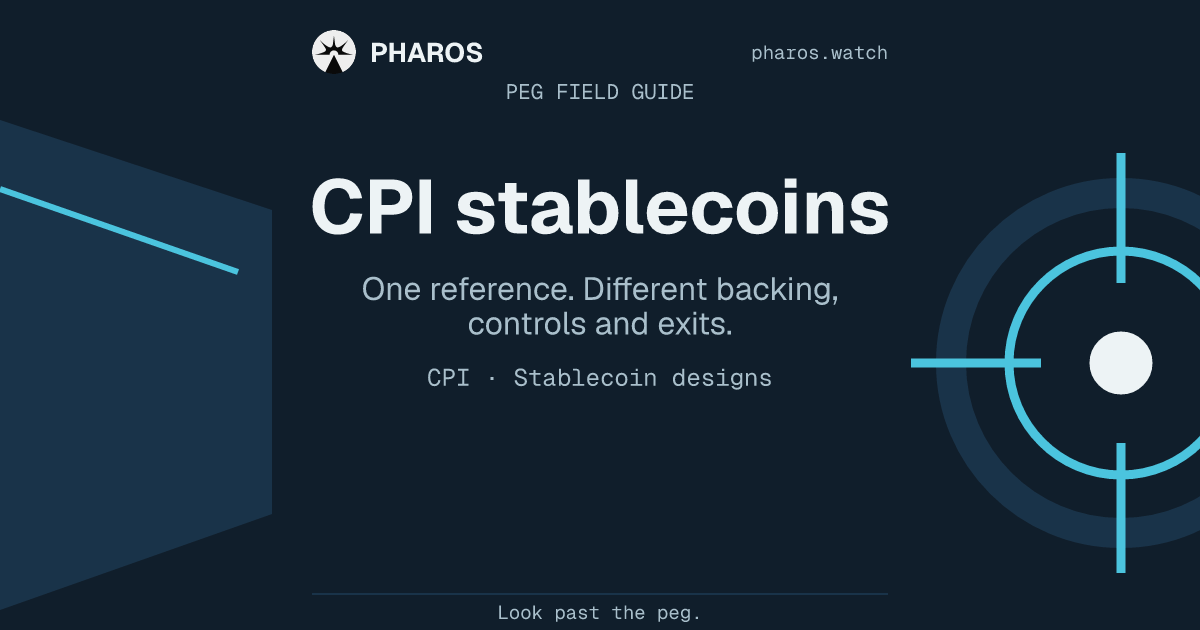 PHAROS
pharos.watch
PEG FIELD GUIDE
CPI stablecoins
One reference. Different backing,
controls and exits.
CPI · Stablecoin designs
Look past the peg.